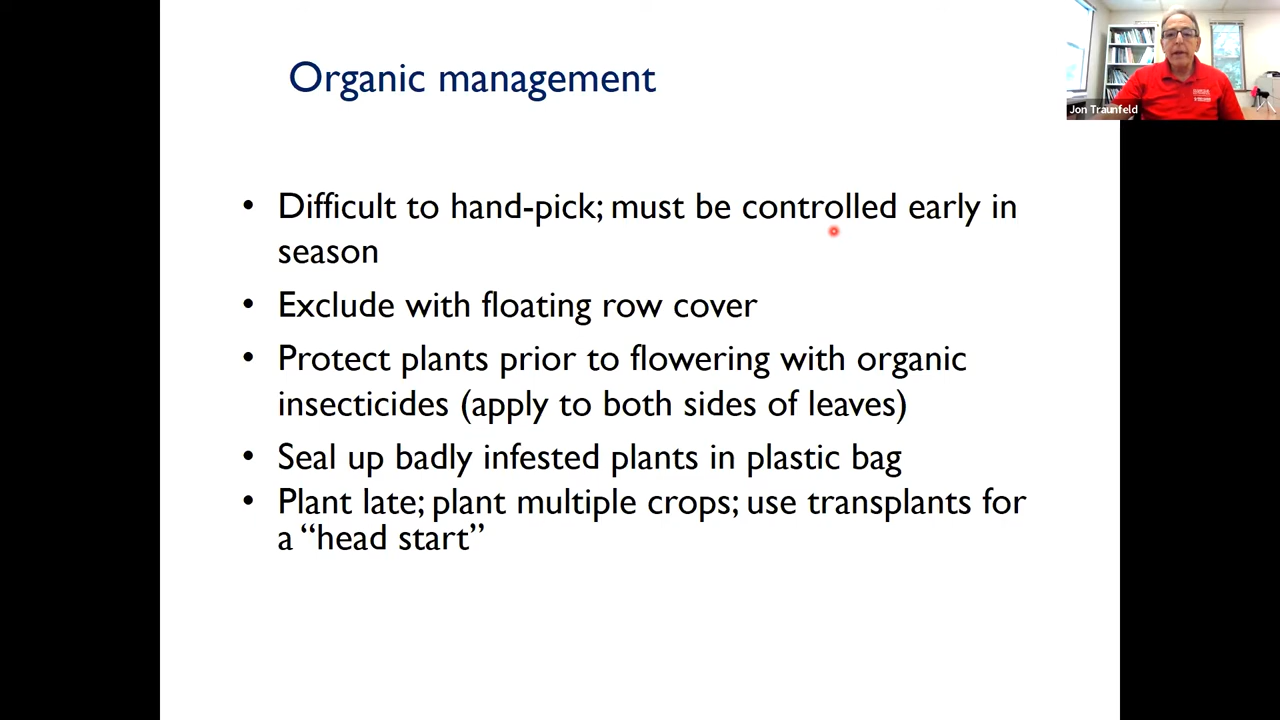 Organic management
Jon Traunfeld
• Difficult to hand-pick; must be controlled early in
season
• Exclude with floating row cover
• Protect plants prior to flowering with organic
insecticides (apply to both sides of leaves)
• Seal up badly infested plants in plastic bag
• Plant late; plant multiple crops; use transplants for
a “head start”